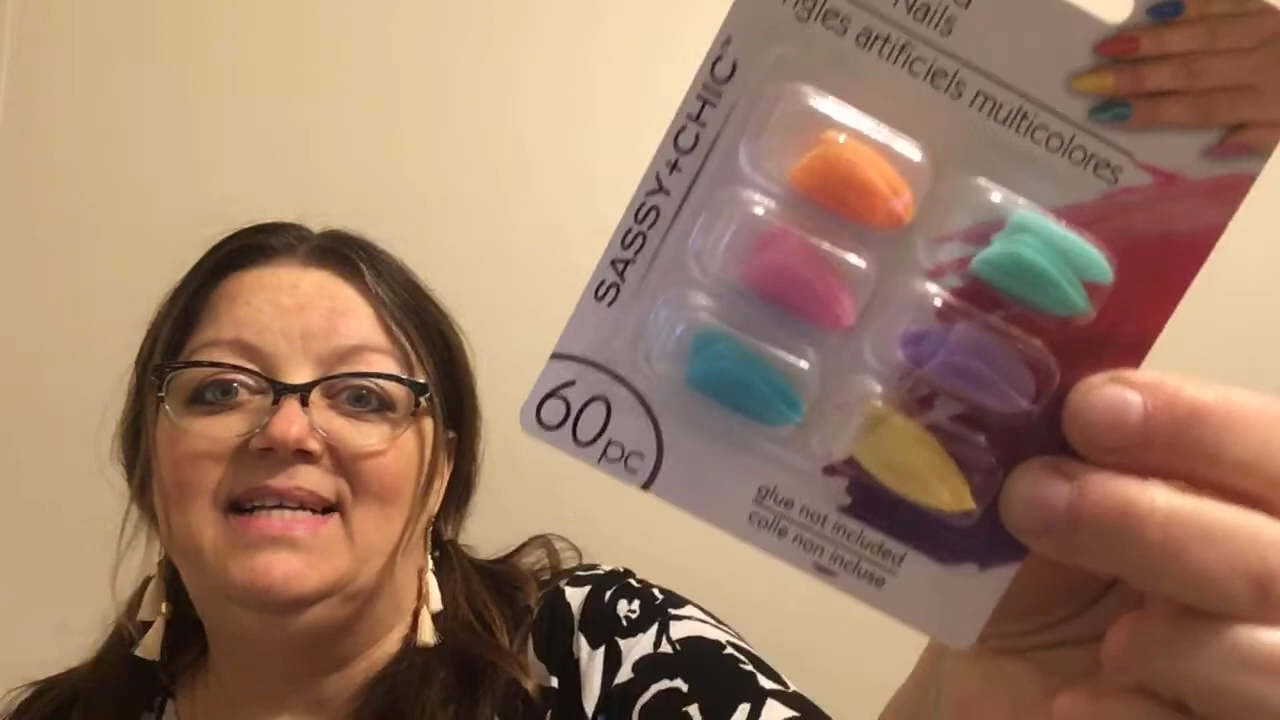 Nails
ngles artificiels multicolores
SASSY+CHIC
60pc
glue not included
colle non incluse